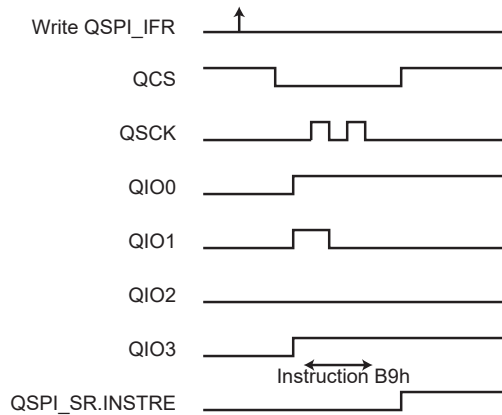 Write QSPI_IFR
QCS
QSCK
QIO0
QIO1
QIO2
QIO3
Instruction B9h
QSPI_SR.INSTRE